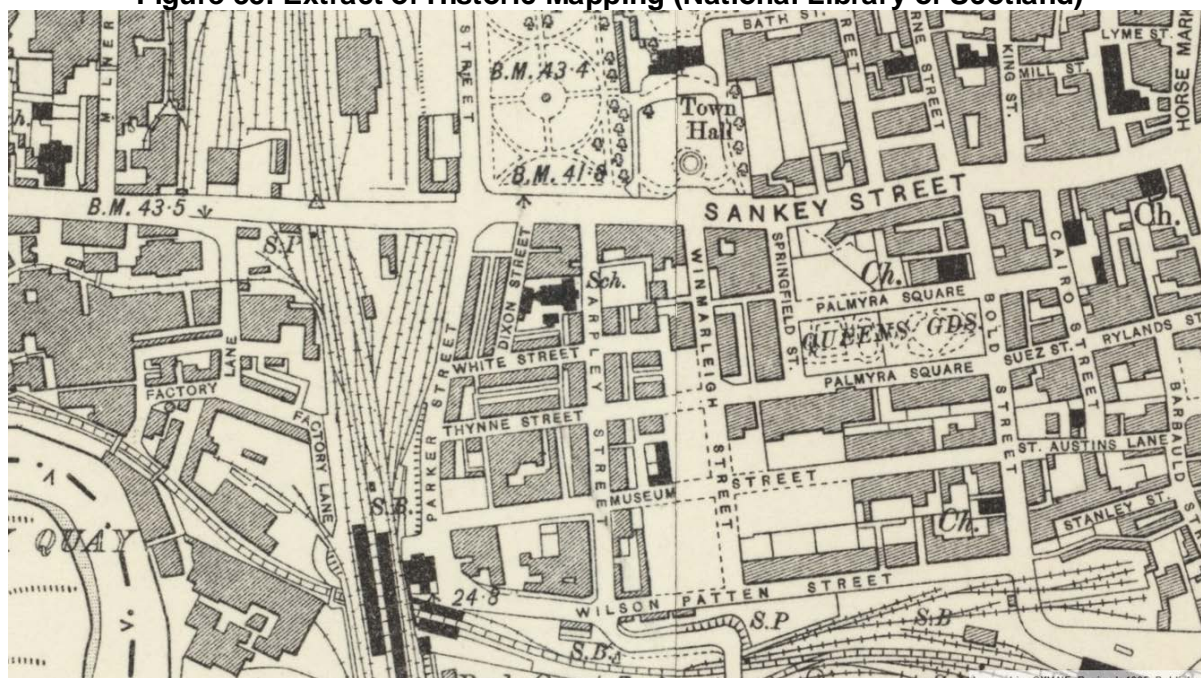 Figure 83: Extract of Historic Mapping (National Library of Scotland)
BATH ST.
STREET
LYME ST.
HORSE MARK
MILNER
STREET
B.M. 43·4
KING ST.
MILL ST.
STREET
Town
Hall
B.M. 41·8
B.M. 43·5
SANKEY STREET
Ch.
S.P
DIXON STREET
Sch.
WINMARLEIGH
SPRINGFIELD ST.
Ch.
CAIRO STREET
PALMYRA SQUARE
BOLD
QUEENS GDS
RYLANDS ST
SUEZ ST.
LANE
WHITE STREET
ARPLEY STREET
PALMYRA SQUARE
FACTORY
FACTORY LANE
PARKER STREET
THYNNE STREET
STREET
BARBAULD S
ST. AUSTINS LANE
MUSEUM STREET
STREET
S.B.
Ch.
STANLEY ST.
QUAY
24·8
WILSON PATTEN STREET
S.P
S.B
S.B.